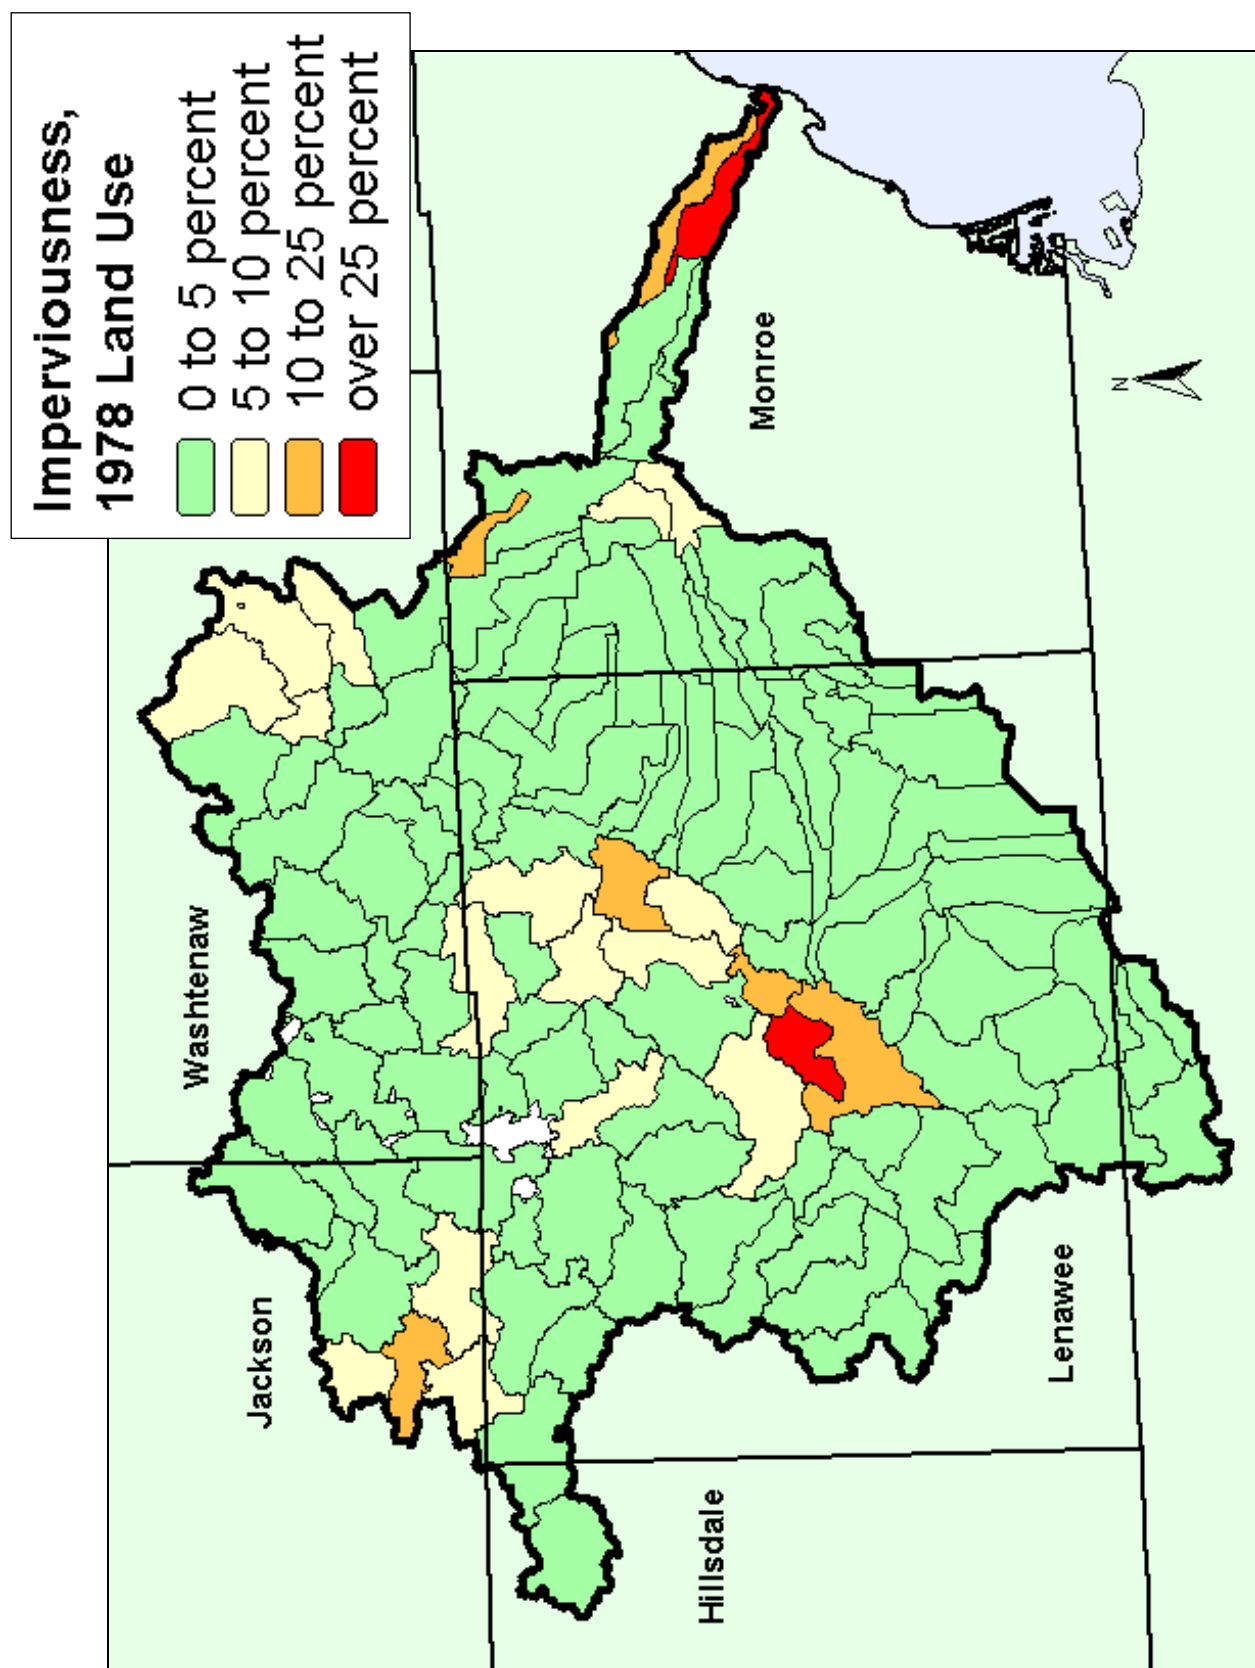 Imperviousness,
1978 Land Use
0 to 5 percent
5 to 10 percent
10 to 25 percent
over 25 percent
Jackson
Washtenaw
Hillsdale
Lenawee
Monroe
N